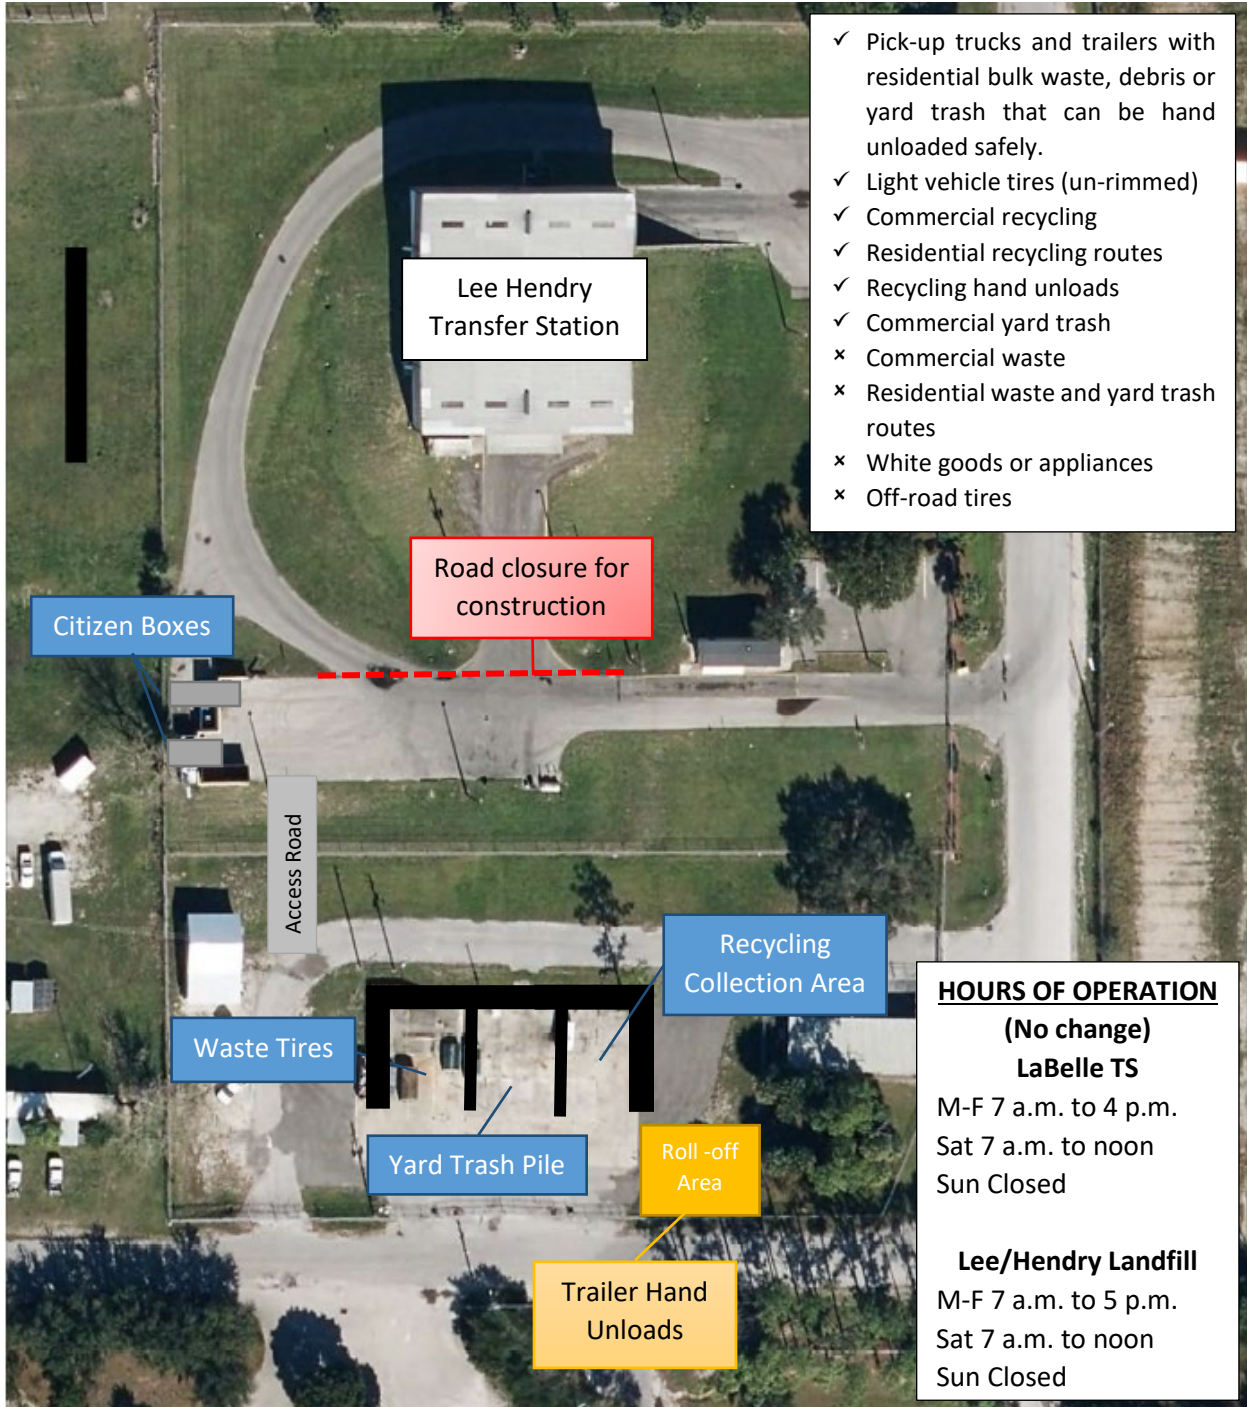 ✓ Pick-up trucks and trailers with
residential bulk waste, debris or
yard trash that can be hand
unloaded safely.
✓ Light vehicle tires (un-rimmed)
✓ Commercial recycling
✓ Residential recycling routes
✓ Recycling hand unloads
✓ Commercial yard trash
× Commercial waste
× Residential waste and yard trash
routes
× White goods or appliances
× Off-road tires
Lee Hendry
Transfer Station
Road closure for
construction
Citizen Boxes
Access Road
Recycling
Collection Area
Waste Tires
Yard Trash Pile
Roll -off
Area
Trailer Hand
Unloads
HOURS OF OPERATION
(No change)
LaBelle TS
M-F 7 a.m. to 4 p.m.
Sat 7 a.m. to noon
Sun Closed
Lee/Hendry Landfill
M-F 7 a.m. to 5 p.m.
Sat 7 a.m. to noon
Sun Closed